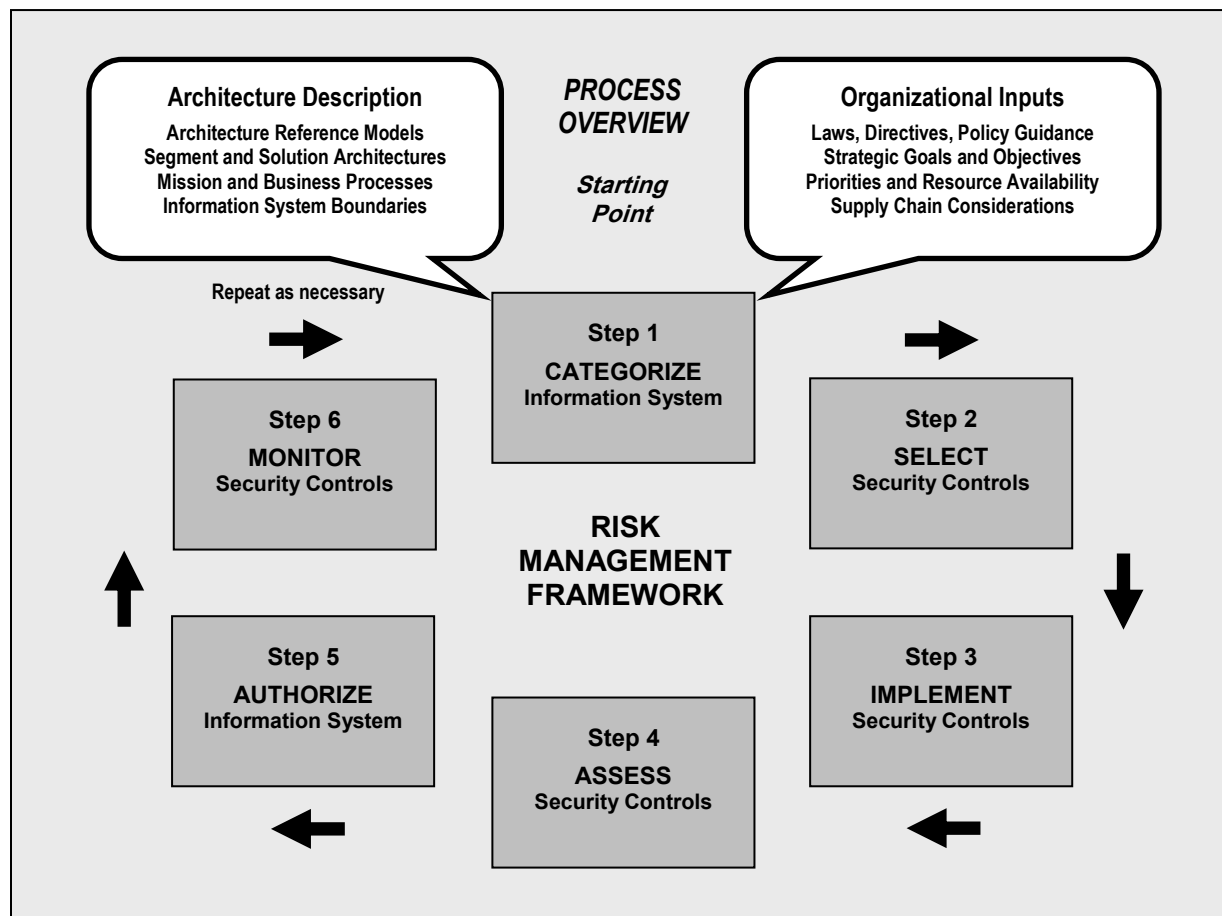 Architecture Description
Architecture Reference Models
Segment and Solution Architectures
Mission and Business Processes
Information System Boundaries
PROCESS
OVERVIEW
Starting
Point
Organizational Inputs
Laws, Directives, Policy Guidance
Strategic Goals and Objectives
Priorities and Resource Availability
Supply Chain Considerations
Repeat as necessary
Step 1
CATEGORIZE
Information System
Step 2
SELECT
Security Controls
Step 3
IMPLEMENT
Security Controls
Step 4
ASSESS
Security Controls
Step 5
AUTHORIZE
Information System
Step 6
MONITOR
Security Controls
RISK
MANAGEMENT
FRAMEWORK